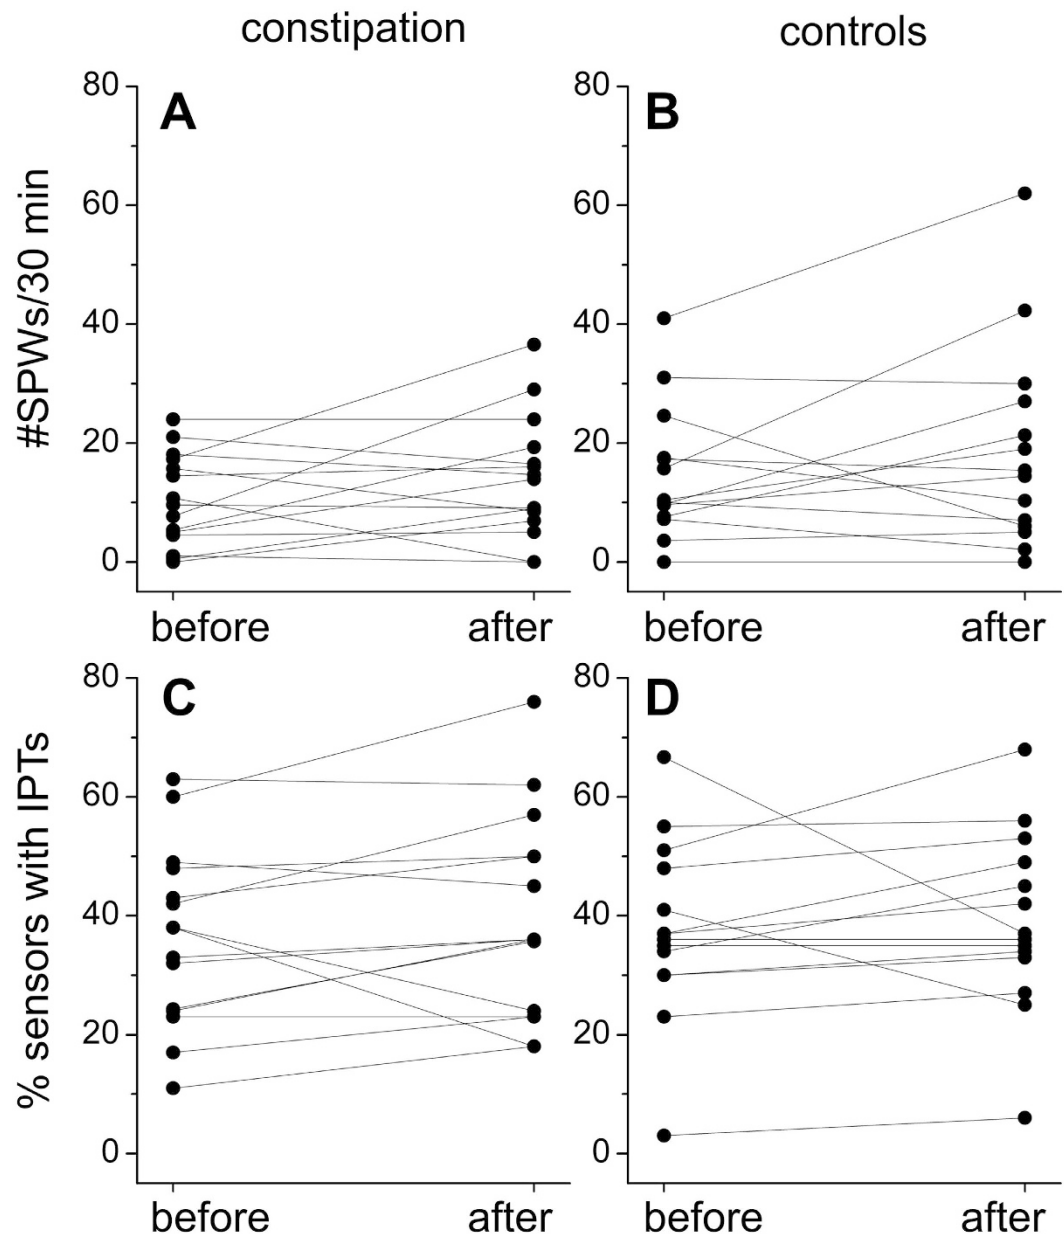 constipation controls
A B
#SPWs/30 min
80 80
60 60
40 40
20 20
0 0
before after before after
C D
% sensors with IPTs
80 80
60 60
40 40
20 20
0 0
before after before after